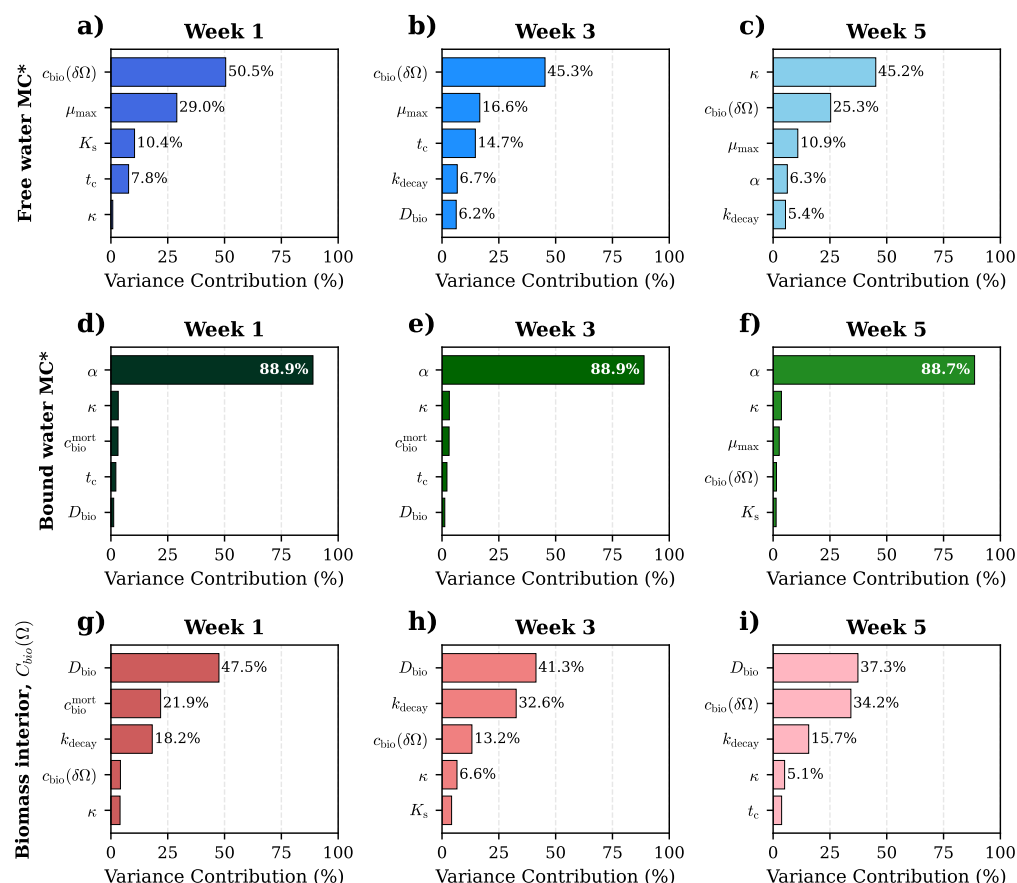 a) Week 1
b) Week 3
c) Week 5
Free water MC*
c_bio(δΩ) 50.5%
μ_max 29.0%
K_s 10.4%
t_c 7.8%
κ
0 25 50 75 100
Variance Contribution (%)
c_bio(δΩ) 45.3%
μ_max 16.6%
t_c 14.7%
k_decay 6.7%
D_bio 6.2%
0 25 50 75 100
Variance Contribution (%)
κ 45.2%
c_bio(δΩ) 25.3%
μ_max 10.9%
α 6.3%
k_decay 5.4%
0 25 50 75 100
Variance Contribution (%)
d) Week 1
e) Week 3
f) Week 5
Bound water MC*
α 88.9%
κ
c_bio^mort
t_c
D_bio
0 25 50 75 100
Variance Contribution (%)
α 88.9%
κ
c_bio^mort
t_c
D_bio
0 25 50 75 100
Variance Contribution (%)
α 88.7%
κ
μ_max
c_bio(δΩ)
K_s
0 25 50 75 100
Variance Contribution (%)
g) Week 1
h) Week 3
i) Week 5
Biomass interior, C_bio(Ω)
D_bio 47.5%
c_bio^mort 21.9%
k_decay 18.2%
c_bio(δΩ)
κ
0 25 50 75 100
Variance Contribution (%)
D_bio 41.3%
k_decay 32.6%
c_bio(δΩ) 13.2%
κ 6.6%
K_s
0 25 50 75 100
Variance Contribution (%)
D_bio 37.3%
c_bio(δΩ) 34.2%
k_decay 15.7%
κ 5.1%
t_c
0 25 50 75 100
Variance Contribution (%)